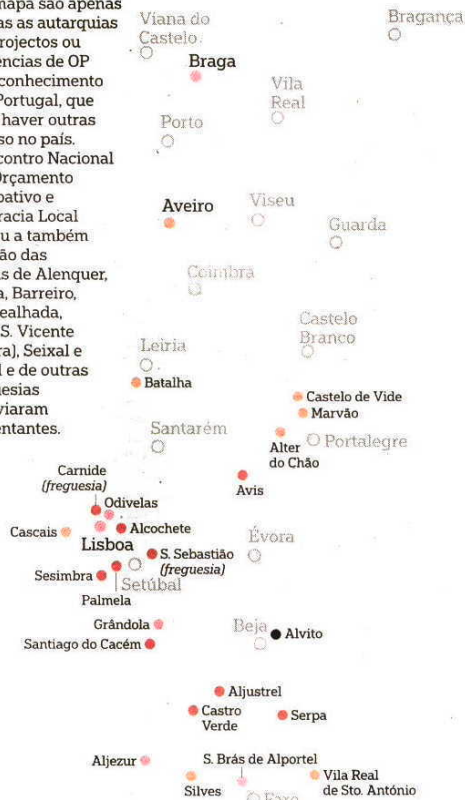 mapa são apenas
as as autarquias
rojectos ou
ências de OP
conhecimento
Portugal, que
haver outras
so no país.
contro Nacional
Orçamento
pativo e
racia Local
u a também
ão das
s de Alenquer,
a, Barreiro,
ealhada,
S. Vicente
ra), Seixal e
l e de outras
uesias
viaram
entantes.
Viana do
Castelo
Bragança
Braga
Vila
Real
Porto
Aveiro
Viseu
Guarda
Coimbra
Castelo
Branco
Leiria
Batalha
Castelo de Vide
Marvão
Santarém
Alter
do Chão
Portalegre
Carnide
(freguesia)
Avis
Odivelas
Cascais
Alcochete
Lisboa
Évora
S. Sebastião
(freguesia)
Sesimbra
Setúbal
Palmela
Grândola
Beja
Alvito
Santiago do Cacém
Aljustrel
Castro
Verde
Serpa
Aljezur
S. Brás de Alportel
Silves
Vila Real
de Sto. António
Faro